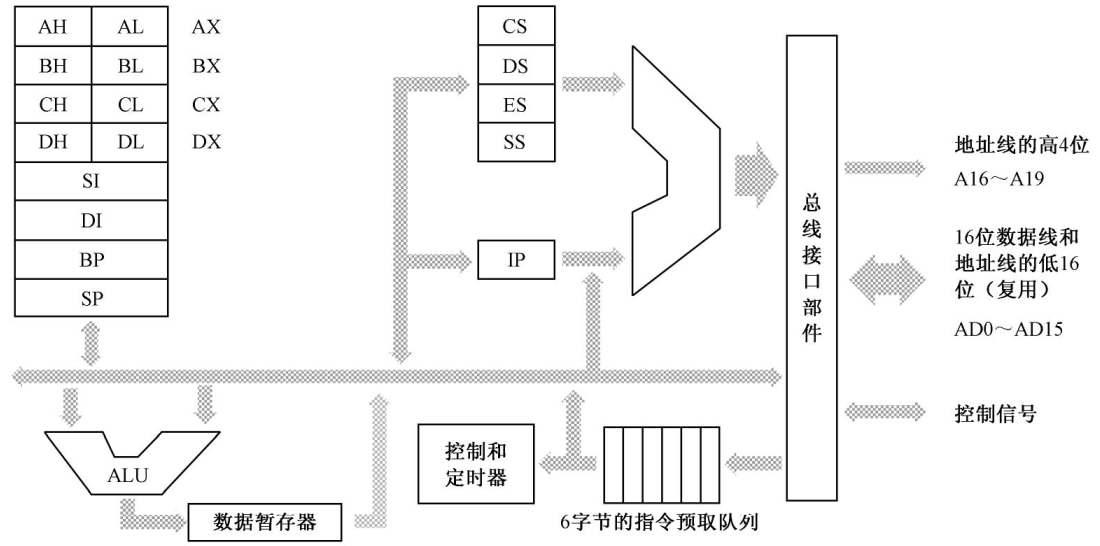 AH AL AX
BH BL BX
CH CL CX
DH DL DX
SI
DI
BP
SP
CS
DS
ES
SS
IP
总线接口部件
地址线的高4位
A16～A19
16位数据线和
地址线的低16
位（复用）
AD0～AD15
控制信号
ALU
数据暂存器
控制和
定时器
6字节的指令预取队列